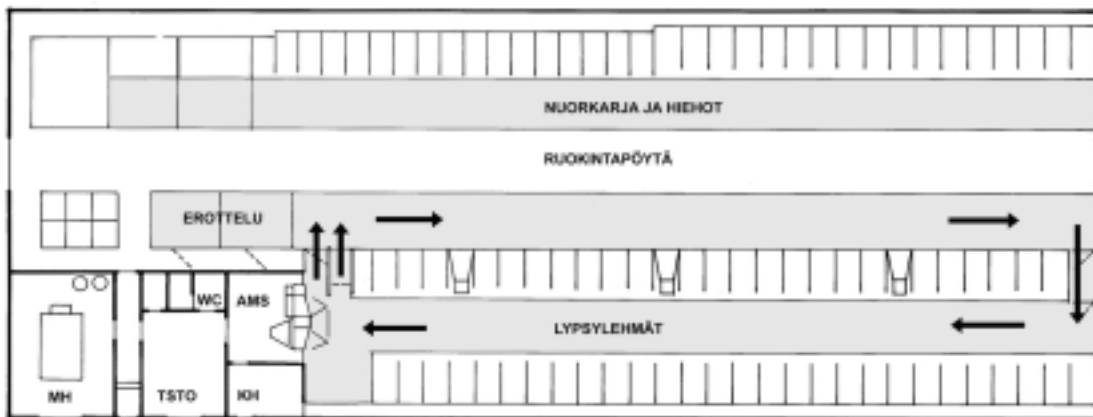 NUORKARJA JA HIEHOT
RUOKINTAPÖYTÄ
EROTTELU
WC
AMS
LYPSYLEHMÄT
MH
TSTO
KH